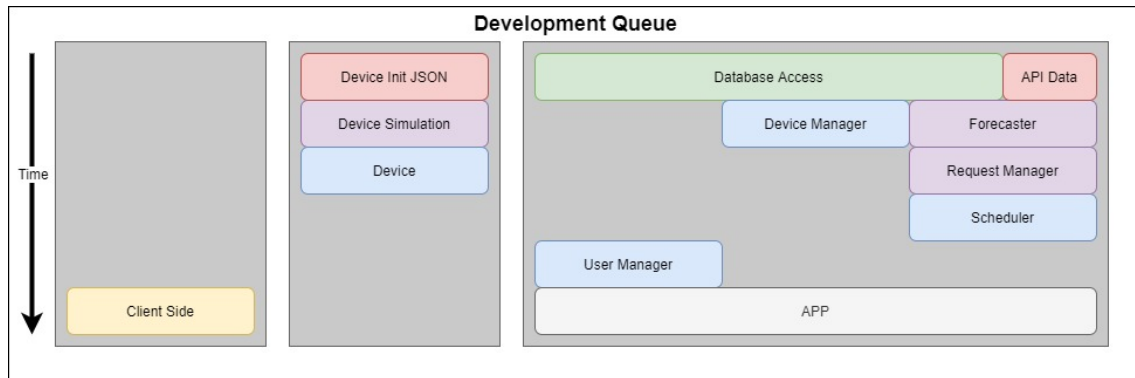 Development Queue
Device Init JSON
Database Access
API Data
Device Simulation
Device Manager
Forecaster
Time
Device
Request Manager
Scheduler
User Manager
Client Side
APP